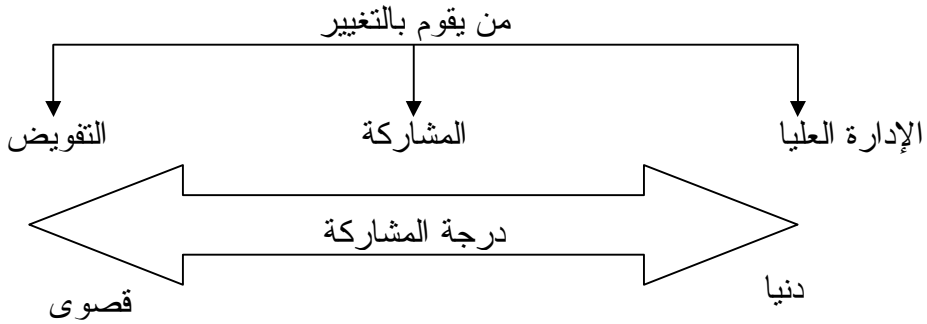 من يقوم بالتغيير
الإدارة العليا المشاركة التفويض
درجة المشاركة
دنيا قصوى